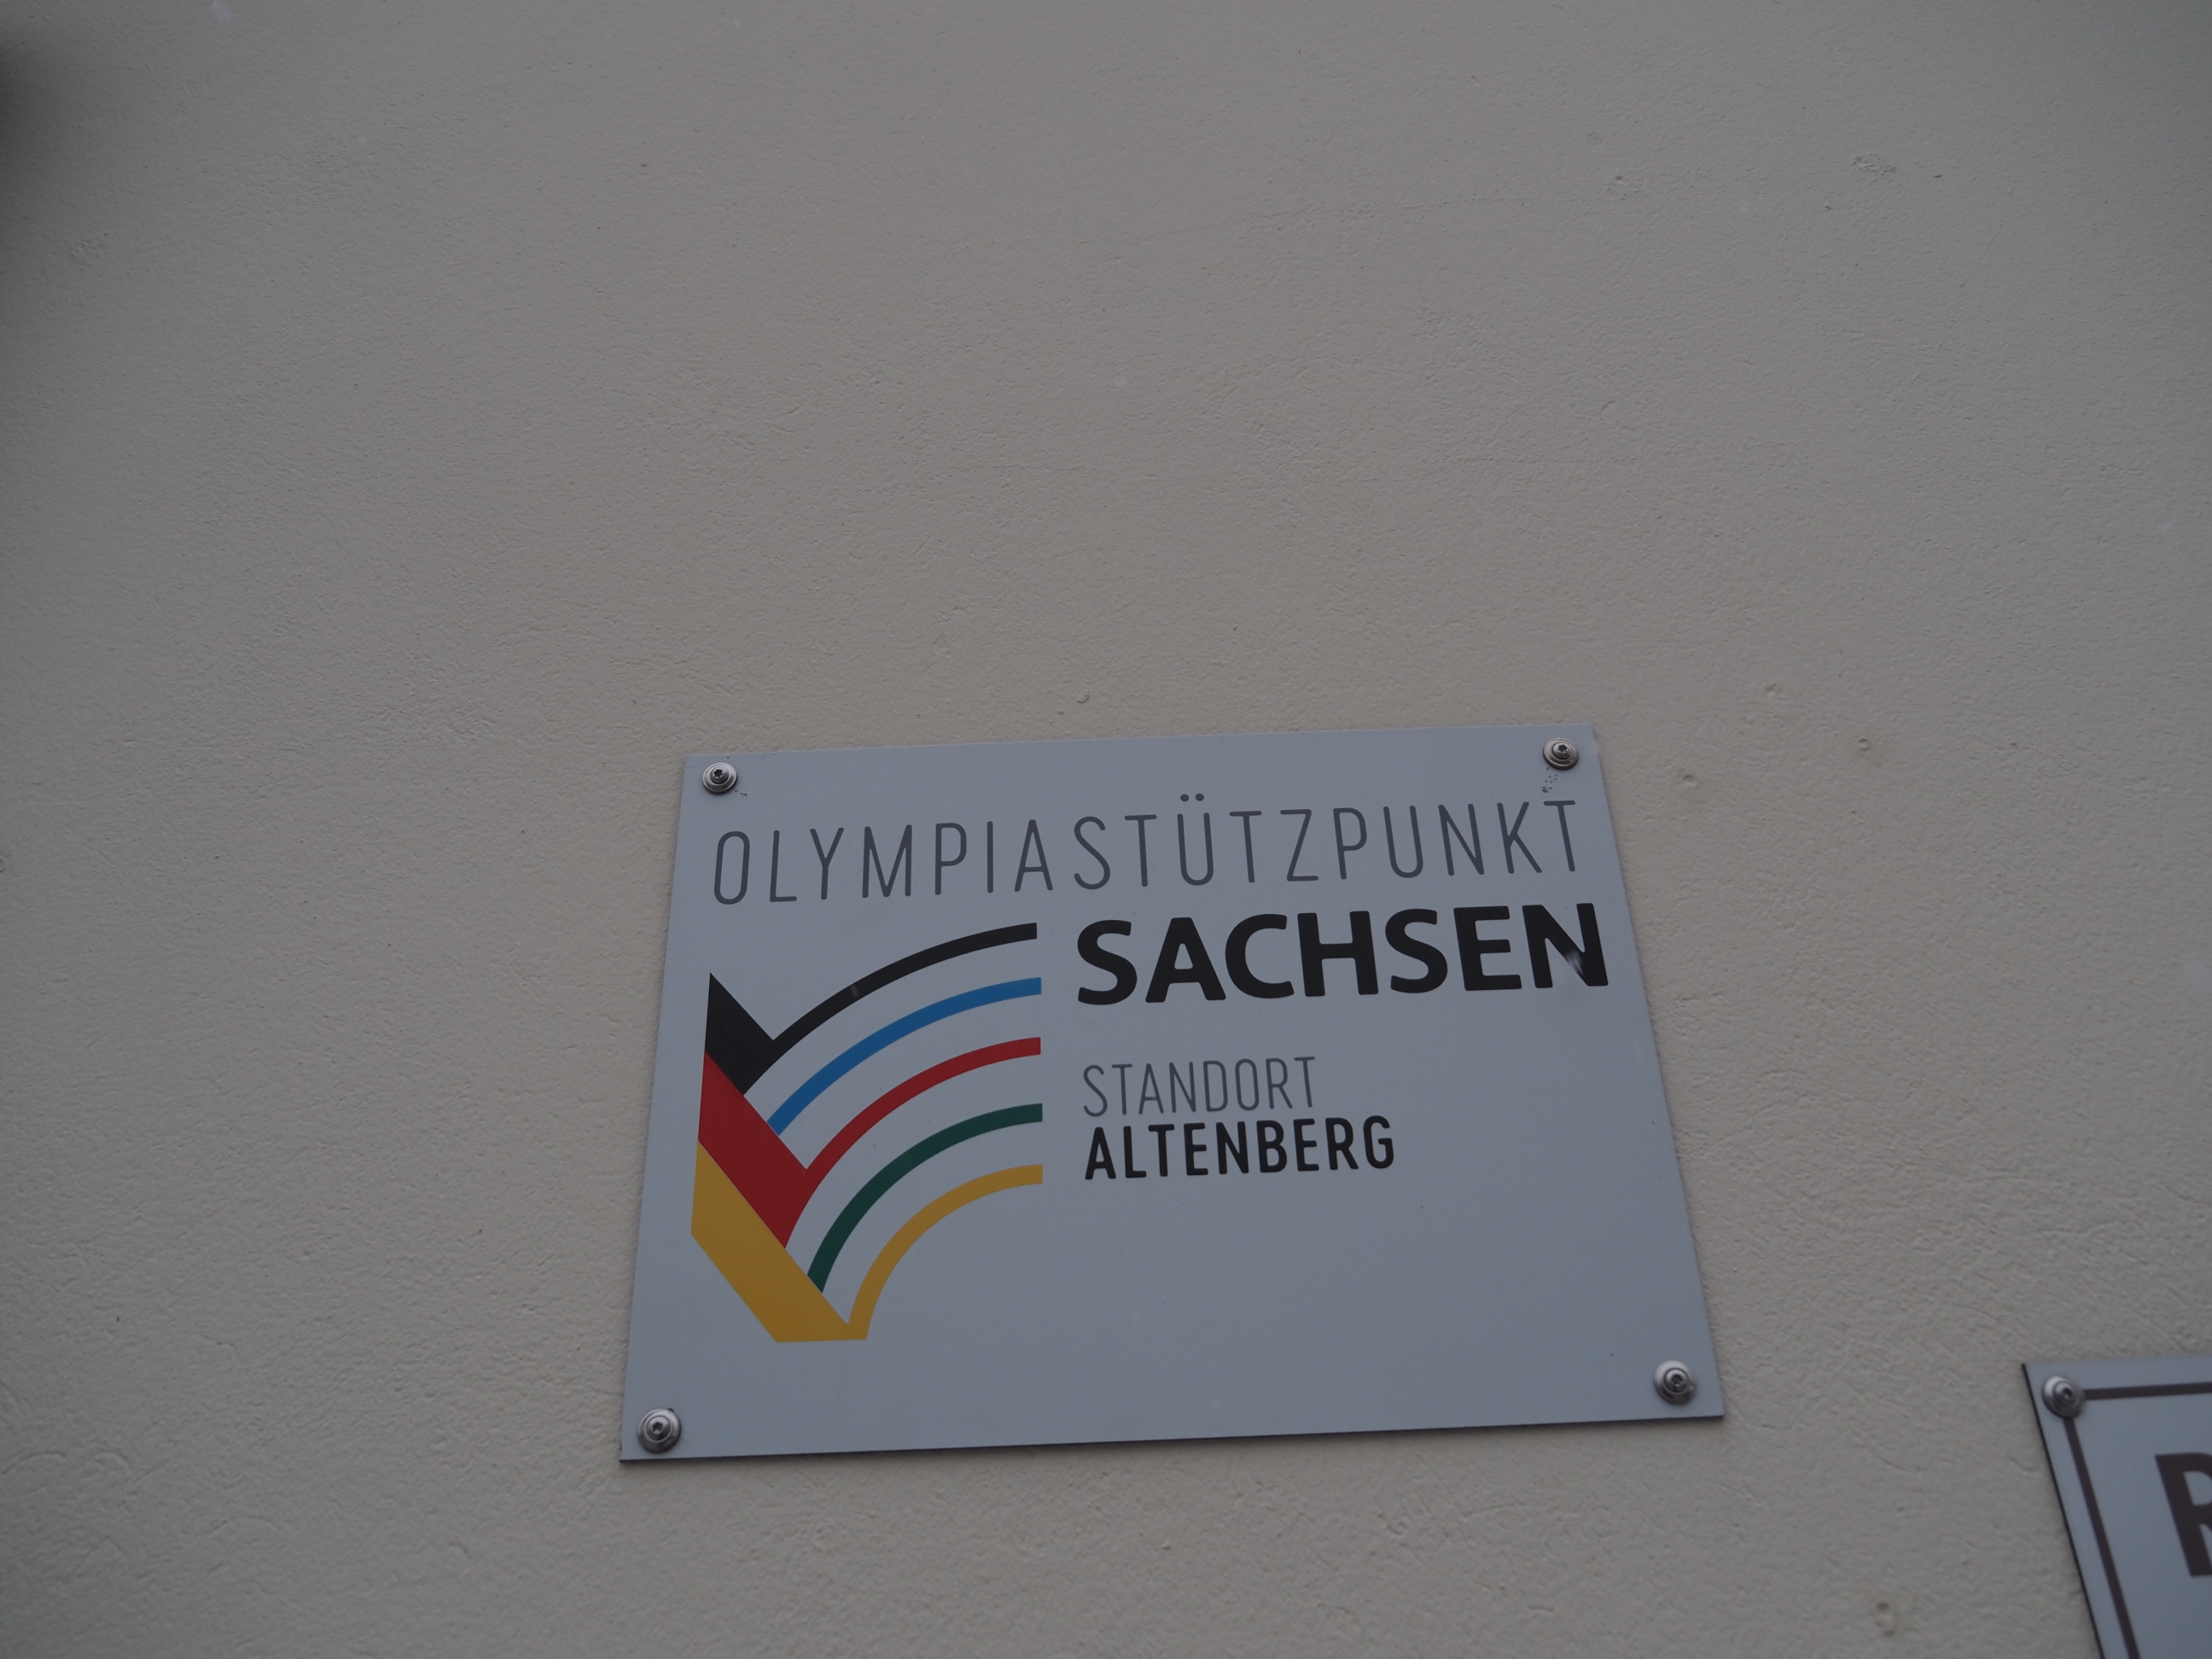 OLYMPIASTÜTZPUNKT
SACHSEN
STANDORT
ALTENBERG